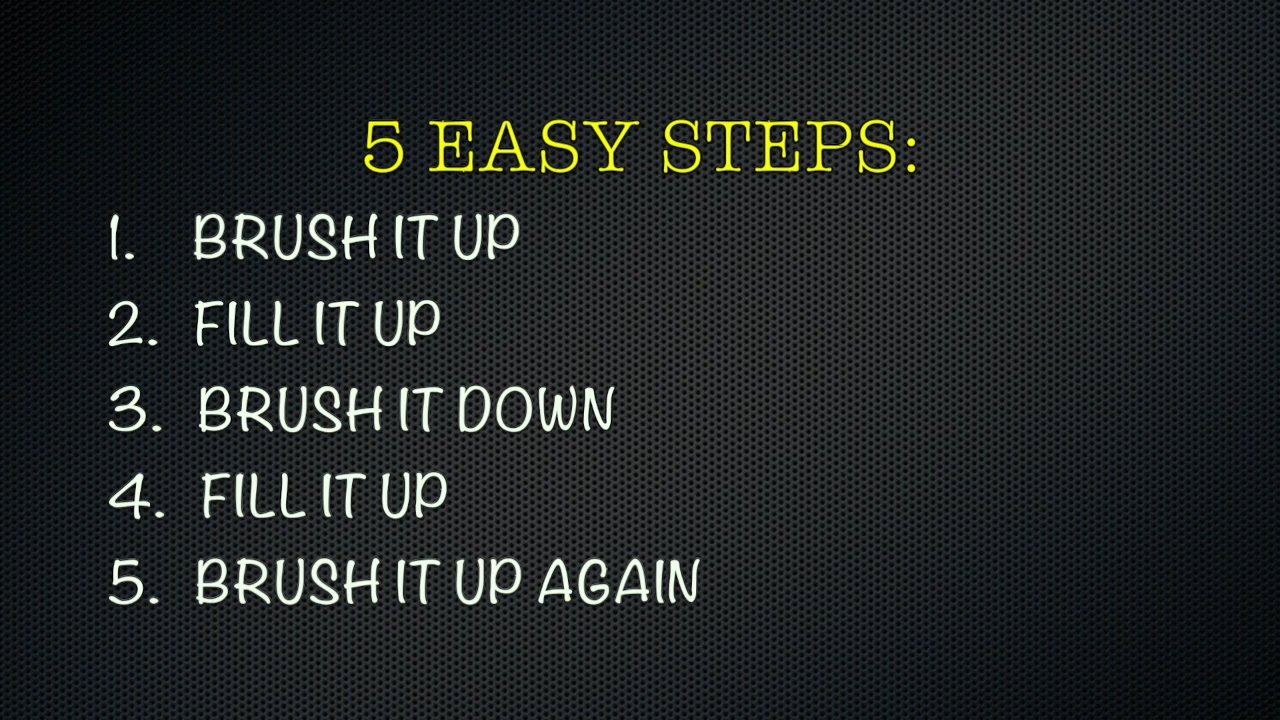 5 EASY STEPS:
1. BRUSH IT UP
2. FILL IT UP
3. BRUSH IT DOWN
4. FILL IT UP
5. BRUSH IT UP AGAIN